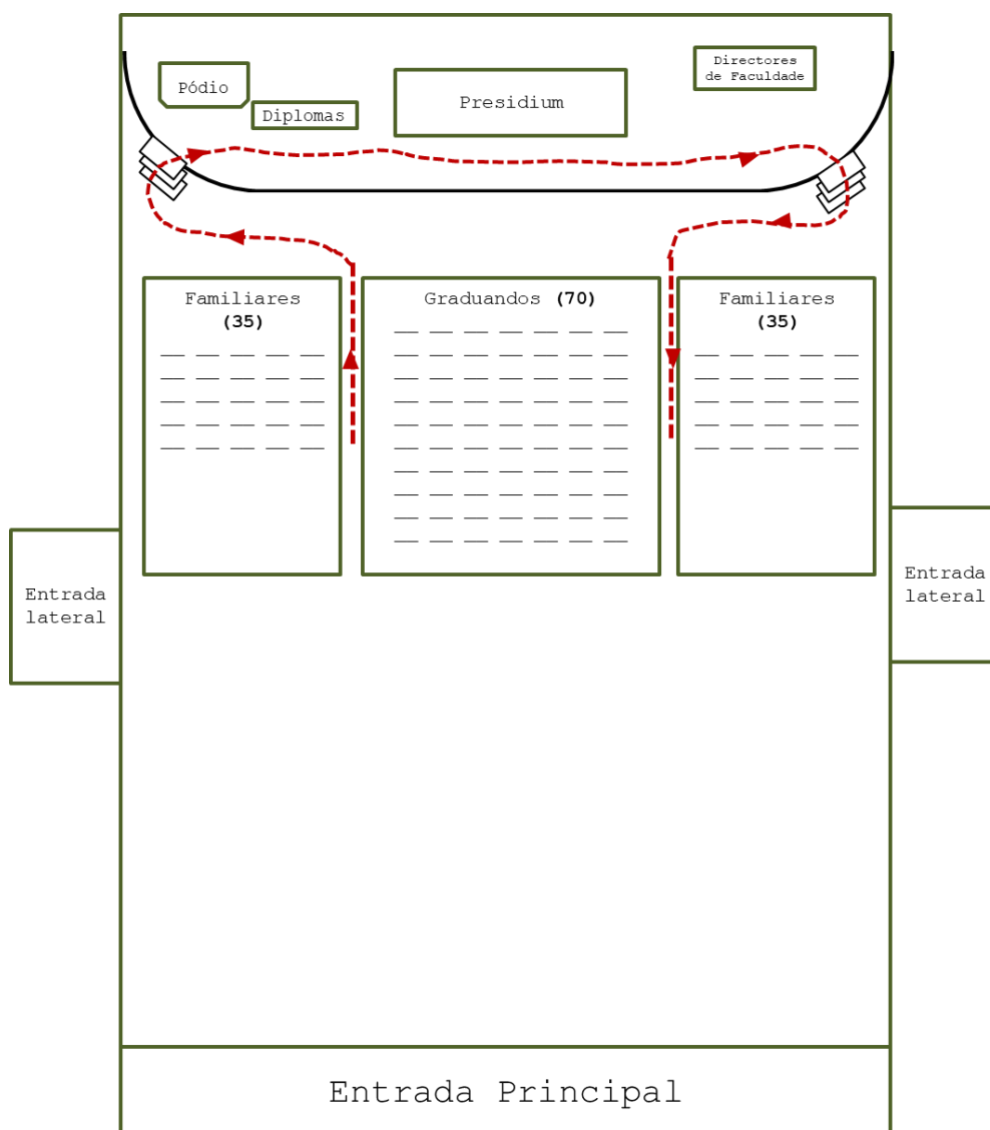 Pódio
Diplomas
Presidium
Directores
de Faculdade
Familiares
(35)
Graduandos (70)
Familiares
(35)
Entrada
lateral
Entrada
lateral
Entrada Principal